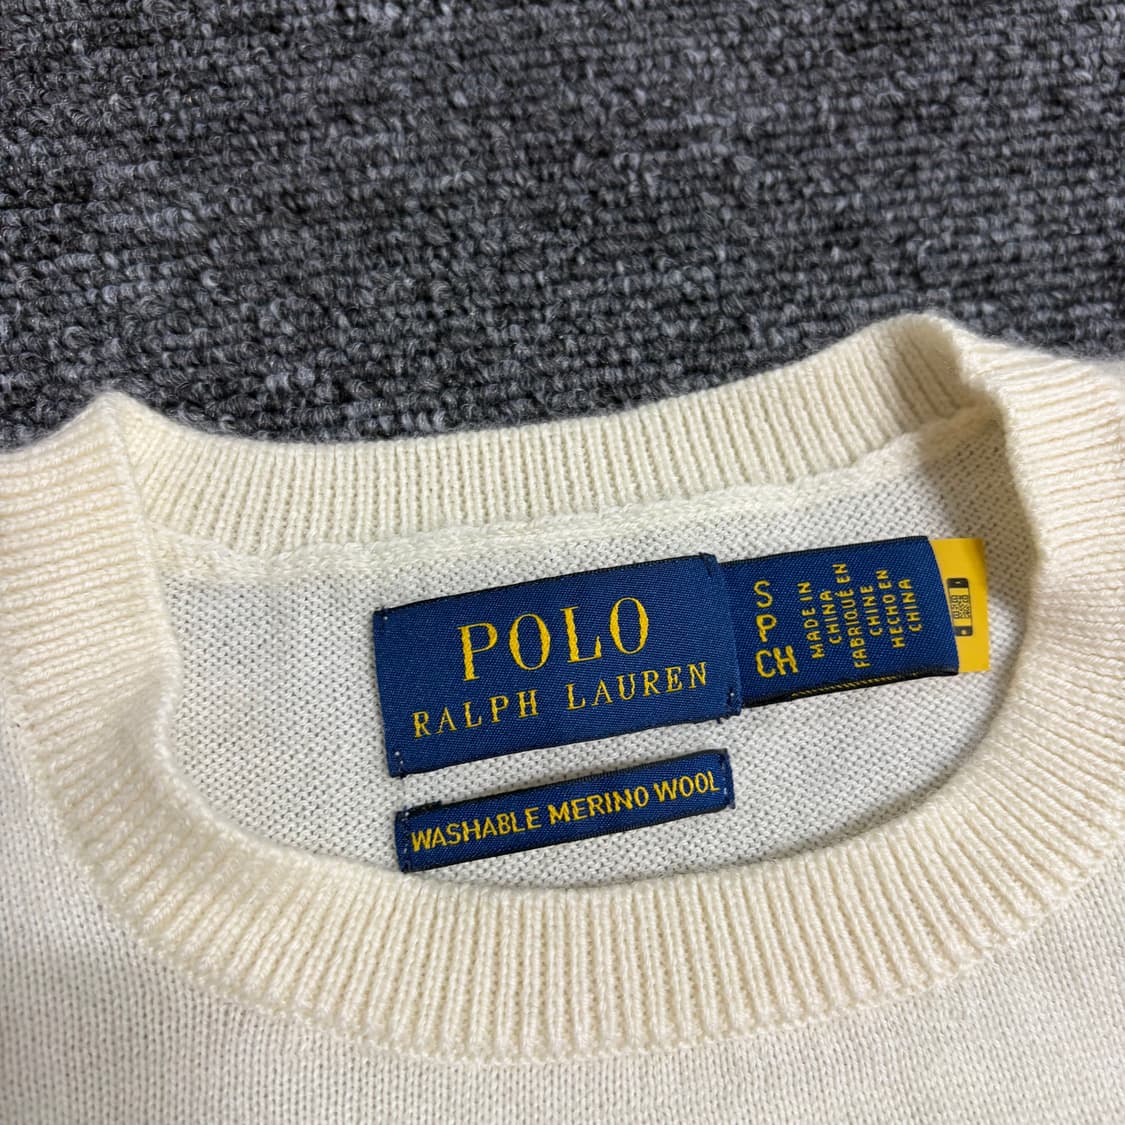 POLO
RALPH LAUREN
WASHABLE MERINO WOOL
S
P
CH
MADE IN
CHINA
FABRIQUÉ EN
CHINE
HECHO EN
CHINA